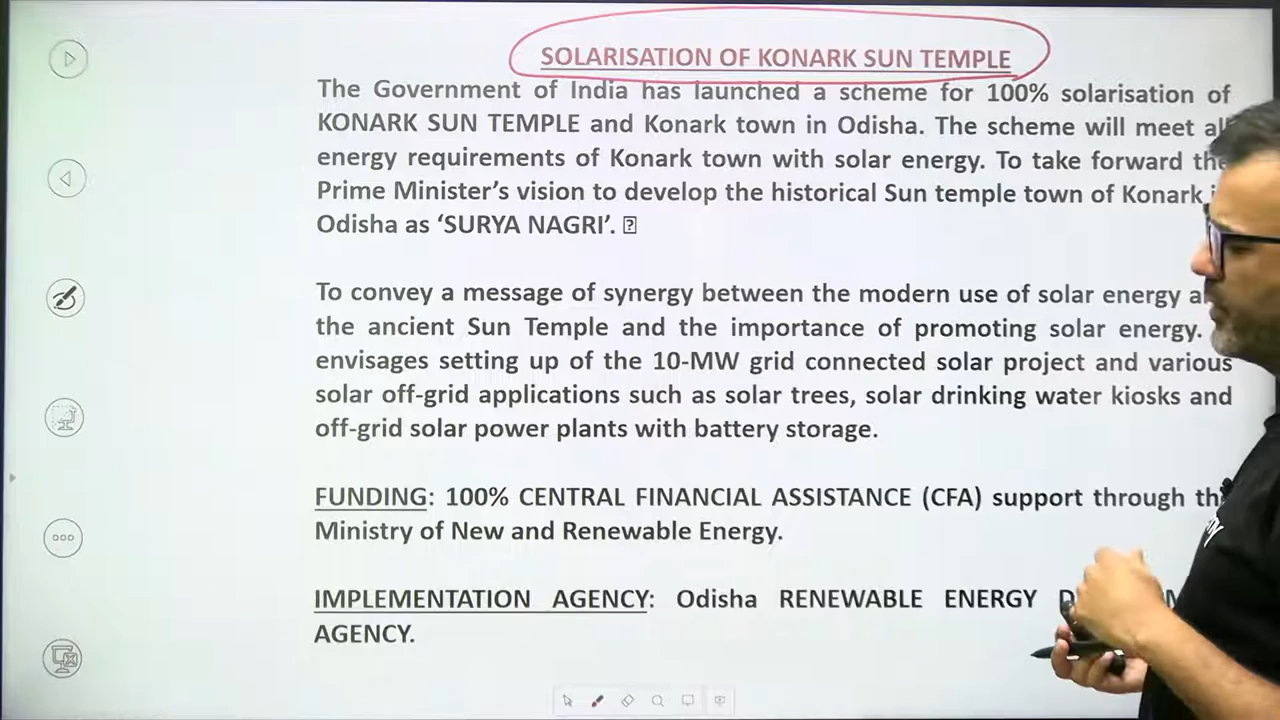 SOLARISATION OF KONARK SUN TEMPLE
The Government of India has launched a scheme for 100% solarisation of
KONARK SUN TEMPLE and Konark town in Odisha. The scheme will meet all
energy requirements of Konark town with solar energy. To take forward the
Prime Minister's vision to develop the historical Sun temple town of Konark
Odisha as ‘SURYA NAGRI’.
To convey a message of synergy between the modern use of solar energy
the ancient Sun Temple and the importance of promoting solar energy.
envisages setting up of the 10-MW grid connected solar project and various
solar off-grid applications such as solar trees, solar drinking water kiosks and
off-grid solar power plants with battery storage.
FUNDING: 100% CENTRAL FINANCIAL ASSISTANCE (CFA) support through
Ministry of New and Renewable Energy.
IMPLEMENTATION AGENCY: Odisha RENEWABLE ENERGY
AGENCY.